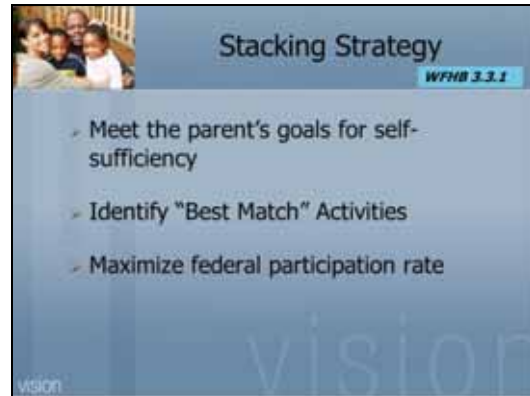 Stacking Strategy
WFHB 3.3.1
Meet the parent's goals for self-
sufficiency
Identify "Best Match" Activities
Maximize federal participation rate
vision
vision